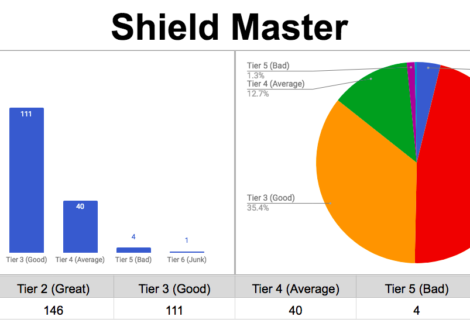 Shield Master
111
40
4
1
Tier 3 (Good)
Tier 4 (Average)
Tier 5 (Bad)
Tier 6 (Junk)
Tier 5 (Bad)
1.3%
Tier 4 (Average)
12.7%
Tier 3 (Good)
35.4%
Tier 2 (Great) Tier 3 (Good) Tier 4 (Average) Tier 5 (Bad)
146 111 40 4